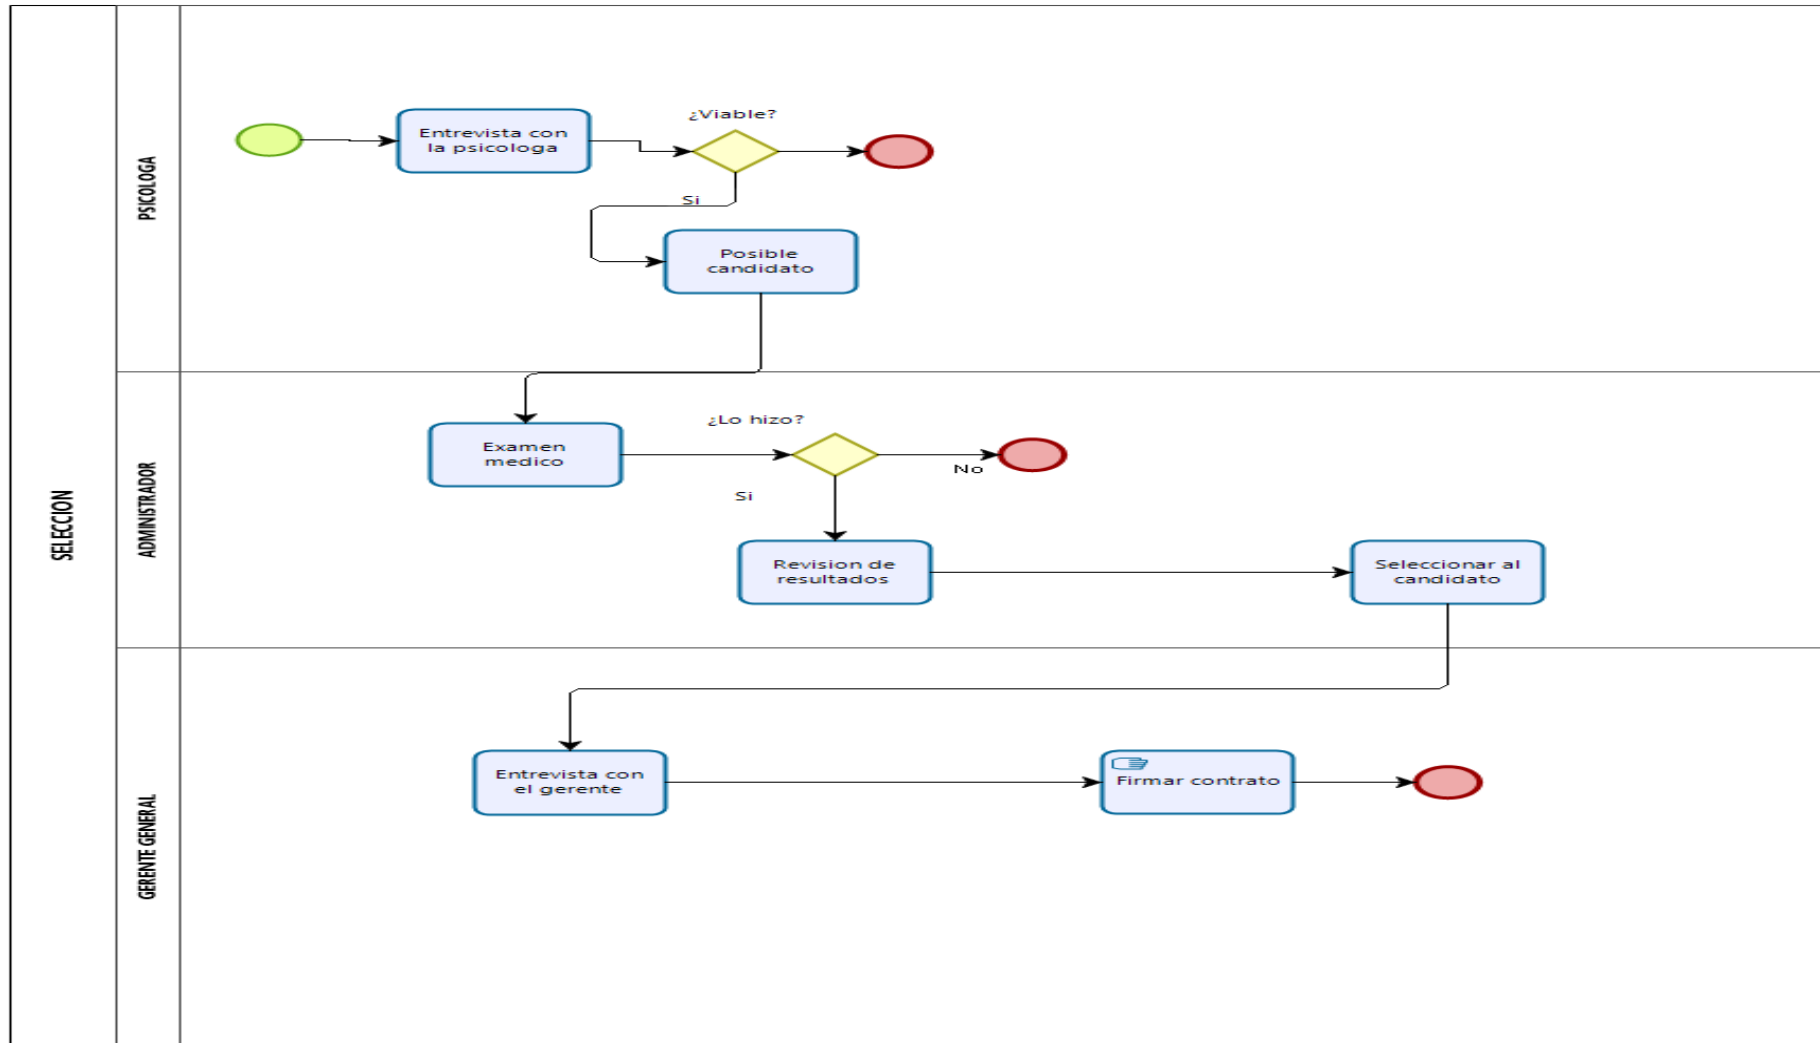 SELECCION
PSICOLOGA
¿Viable?
Entrevista con
la psicologa
Si
Posible
candidato
ADMINISTRADOR
¿Lo hizo?
Examen
medico
No
Si
Revision de
resultados
Seleccionar al
candidato
GERENTE GENERAL
Entrevista con
el gerente
Firmar contrato